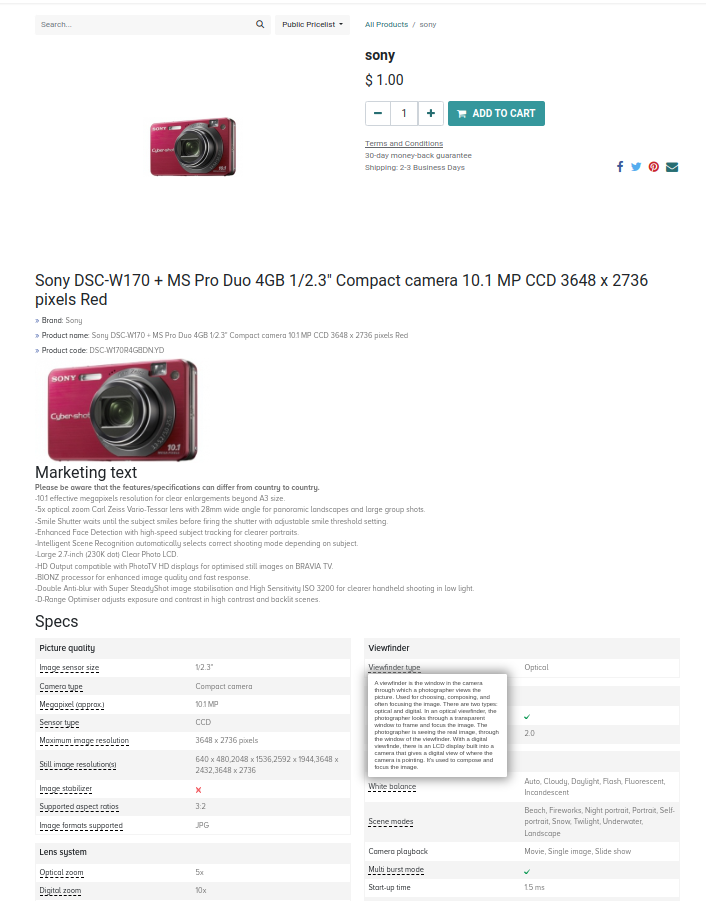 Search...
Public Pricelist
All Products / sony
sony
$ 1.00
1
ADD TO CART
Terms and Conditions
30-day money-back guarantee
Shipping: 2-3 Business Days
SONY
Cyber-shot
10.1
Sony DSC-W170 + MS Pro Duo 4GB 1/2.3" Compact camera 10.1 MP CCD 3648 x 2736
pixels Red
» Brand: Sony
» Product name: Sony DSC-W170 + MS Pro Duo 4GB 1/2.3" Compact camera 10.1 MP CCD 3648 x 2736 pixels Red
» Product code: DSC-W170R4GBDN.YD
SONY
Cyber-shot
10.1
Marketing text
Please be aware that the features/specifications can differ from country to country.
-10.1 effective megapixels resolution for clear enlargements beyond A3 size.
-5x optical zoom Carl Zeiss Vario-Tessar lens with 28mm wide angle for panoramic landscapes and large group shots.
-Smile Shutter waits until the subject smiles before firing the shutter with adjustable smile threshold setting.
-Enhanced Face Detection with high-speed subject tracking for clearer portraits.
-Intelligent Scene Recognition automatically selects correct shooting mode depending on subject.
-Large 2.7-inch (230K dot) Clear Photo LCD.
-HD Output compatible with PhotoTV HD displays for optimised still images on BRAVIA TV.
-BIONZ processor for enhanced image quality and fast response.
-Double Anti-blur with Super SteadyShot image stabilisation and High Sensitivity ISO 3200 for clearer handheld shooting in low light.
-D-Range Optimiser adjusts exposure and contrast in high contrast and backlit scenes.
Specs
Picture quality
Image sensor size 1/2.3"
Camera type Compact camera
Megapixel (approx.) 10.1 MP
Sensor type CCD
Maximum image resolution 3648 x 2736 pixels
Still image resolution(s) 640 x 480,2048 x 1536,2592 x 1944,3648 x
2432,3648 x 2736
Image stabilizer
Supported aspect ratios 3:2
Image formats supported JPG
Lens system
Optical zoom 5x
Digital zoom 10x
Viewfinder
Viewfinder type Optical
A viewfinder is the window in the camera
through which a photographer views the
picture. Used for choosing, composing, and
often focusing the image. There are two types:
optical and digital. In an optical viewfinder, the
photographer looks through a transparent
window to frame and focus the image. The
photographer is seeing the real image, through
the window of the viewfinder. With a digital
viewfinde, there is an LCD display built into a
camera that gives a digital view of where the
camera is pointing. It's used to compose and
focus the image.
2.0
White balance Auto, Cloudy, Daylight, Flash, Fluorescent,
Incandescent
Scene modes Beach, Fireworks, Night portrait, Portrait, Self-
portrait, Snow, Twilight, Underwater,
Landscape
Camera playback Movie, Single image, Slide show
Multi burst mode
Start-up time 1.5 ms